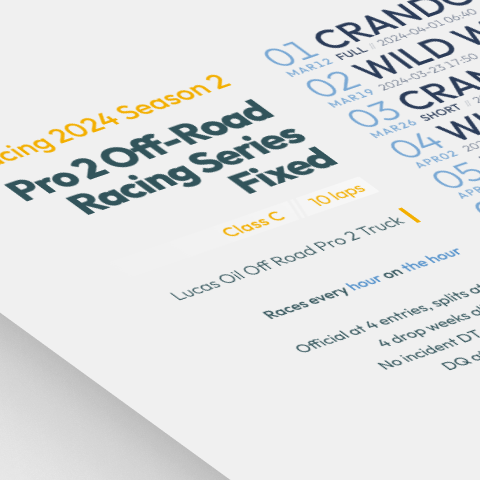 cing 2024 Season 2
Pro 2 Off-Road
Racing Series
Fixed
Class C 10 laps
Lucas Oil Off Road Pro 2 Truck
Races every hour on the hour
Official at 4 entries, splits at
4 drop weeks
No incident DT
DQ
01 CRANDO
MAR12 FULL // 2024-04-01 06:40
02 WILD W
MAR19 2024-03-23 17:50
03 CRAN
MAR26 SHORT //
04 WI
APR02 202
05